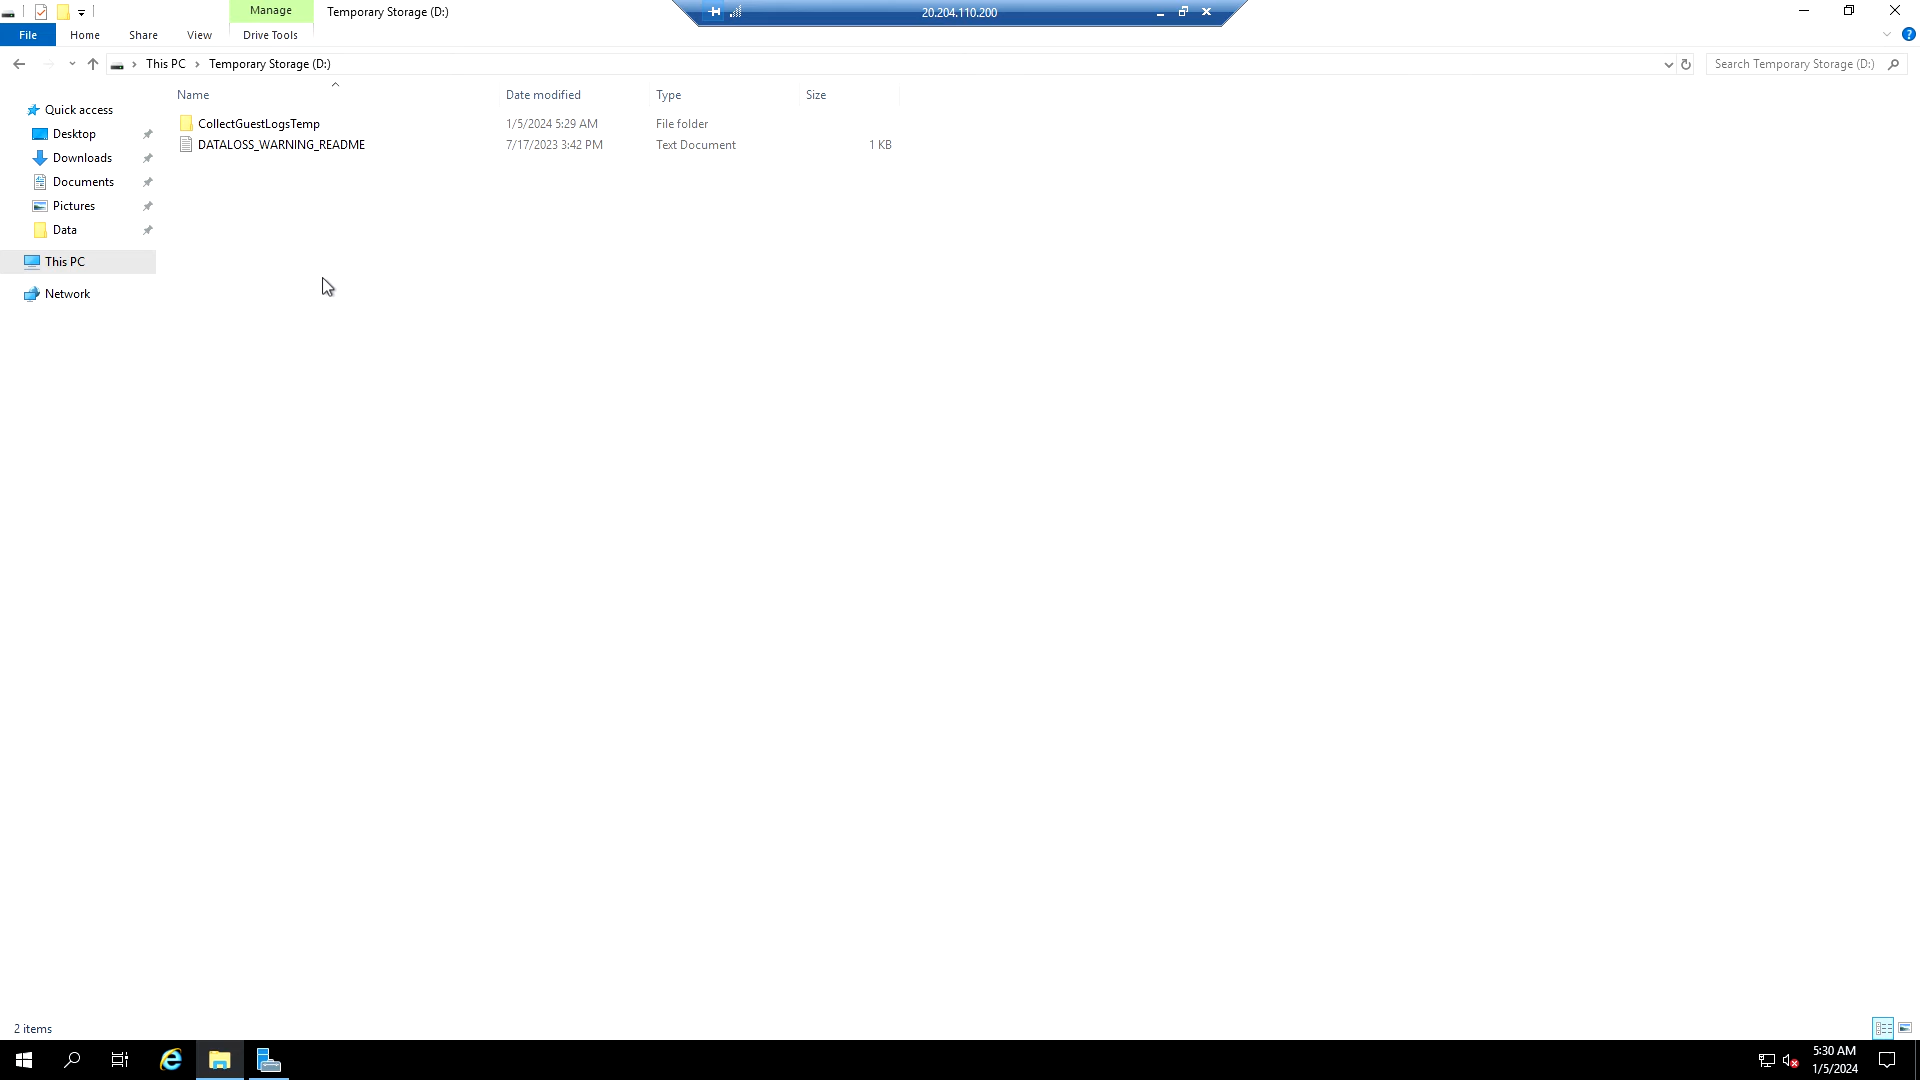 Manage
Temporary Storage (D:)
20.204.110.200
File
Home
Share
View
Drive Tools
This PC
Temporary Storage (D:)
Search Temporary Storage (D:)
Name
Date modified
Type
Size
Quick access
Desktop
Downloads
Documents
Pictures
Data
This PC
Network
CollectGuestLogsTemp
1/5/2024 5:29 AM
File folder
DATALOSS_WARNING_README
7/17/2023 3:42 PM
Text Document
1 KB
2 items
5:30 AM
1/5/2024